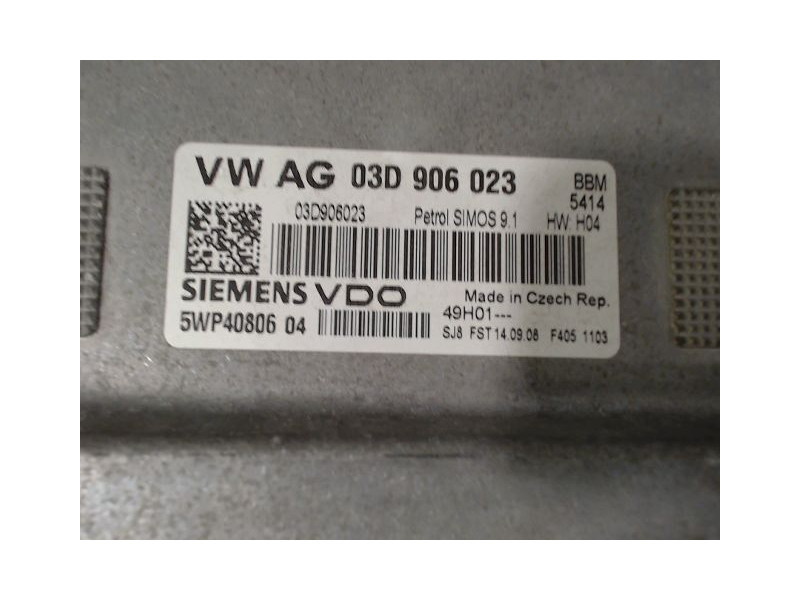 VW AG 03D 906 023 BBM
5414
03D906023 Petrol SIMOS 9.1 HW: H04
SIEMENS VDO Made in Czech Rep.
49H01---
5WP40806 04 SJ8 FST 14.09.08 F405 1103